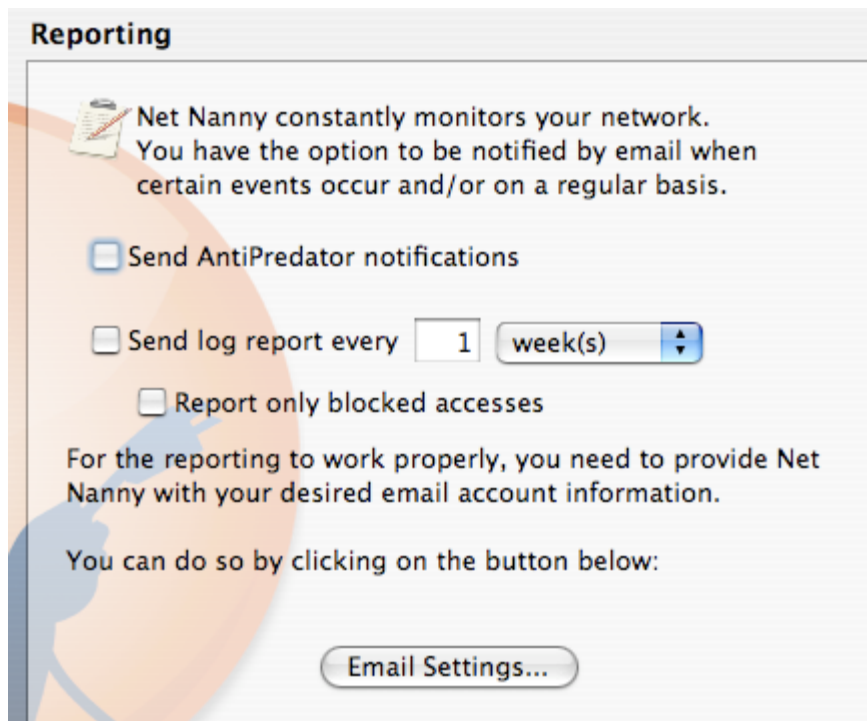 Reporting
Net Nanny constantly monitors your network.
You have the option to be notified by email when
certain events occur and/or on a regular basis.
Send AntiPredator notifications
Send log report every 1 week(s)
Report only blocked accesses
For the reporting to work properly, you need to provide Net
Nanny with your desired email account information.
You can do so by clicking on the button below:
Email Settings...